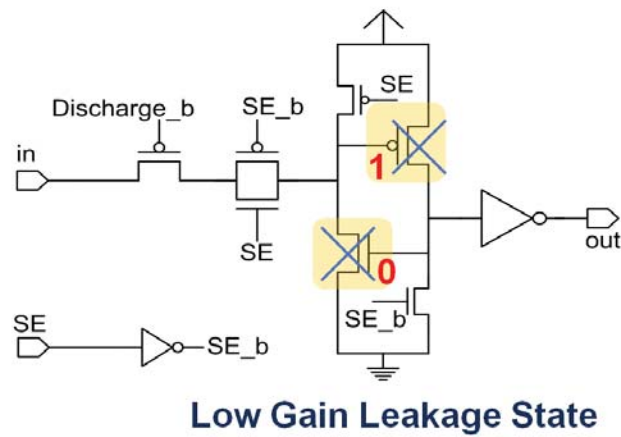 SE
Discharge_b
SE_b
in
1
out
SE
0
SE_b
SE
SE_b
Low Gain Leakage State